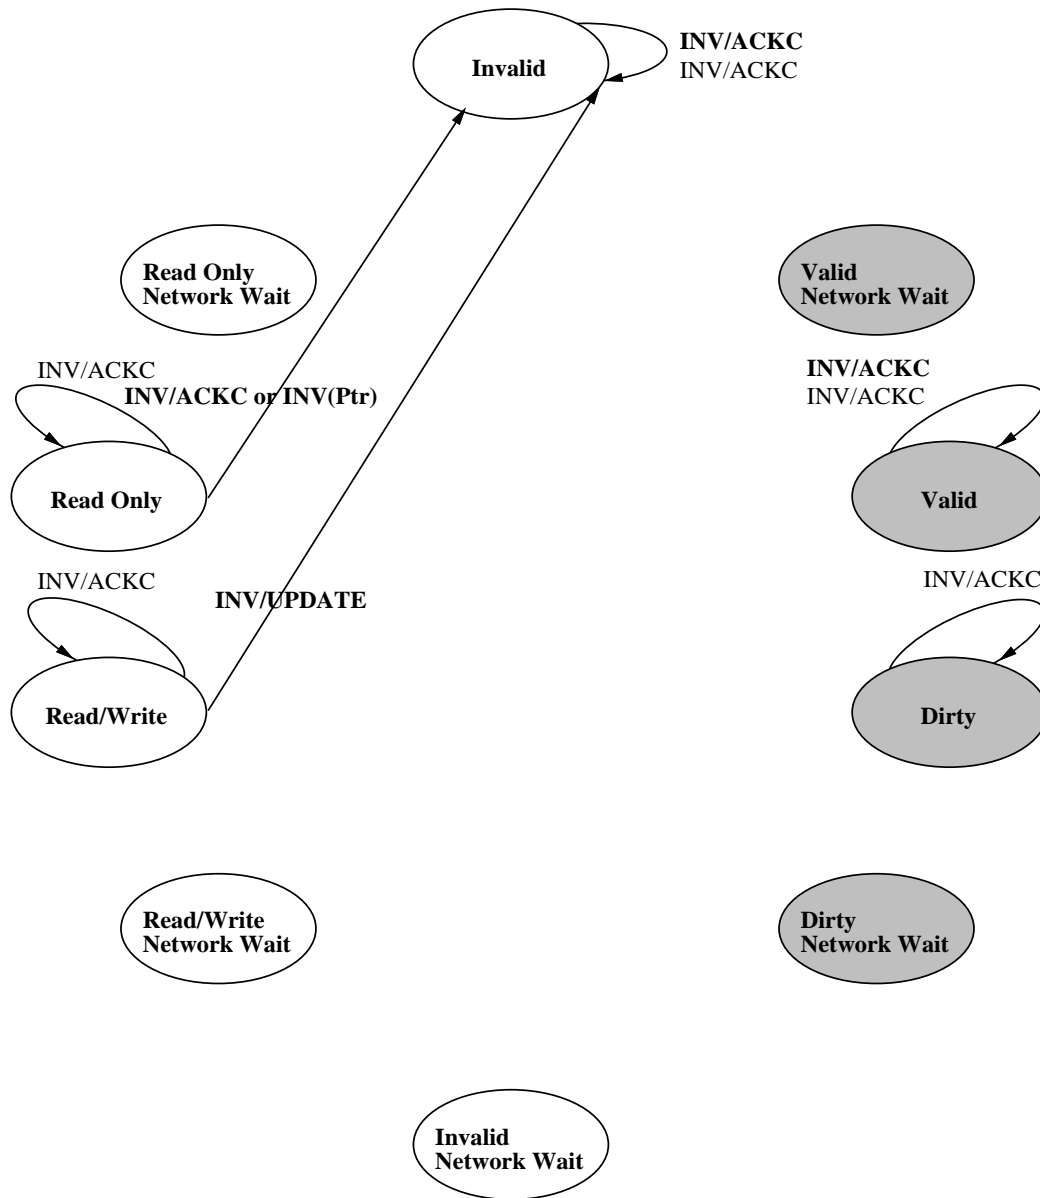 INV/ACKC
INV/ACKC
Invalid
Read Only
Network Wait
Valid
Network Wait
INV/ACKC
INV/ACKC or INV(Ptr)
INV/ACKC
INV/ACKC
Read Only
Valid
INV/ACKC
INV/UPDATE
INV/ACKC
Read/Write
Dirty
Read/Write
Network Wait
Dirty
Network Wait
Invalid
Network Wait